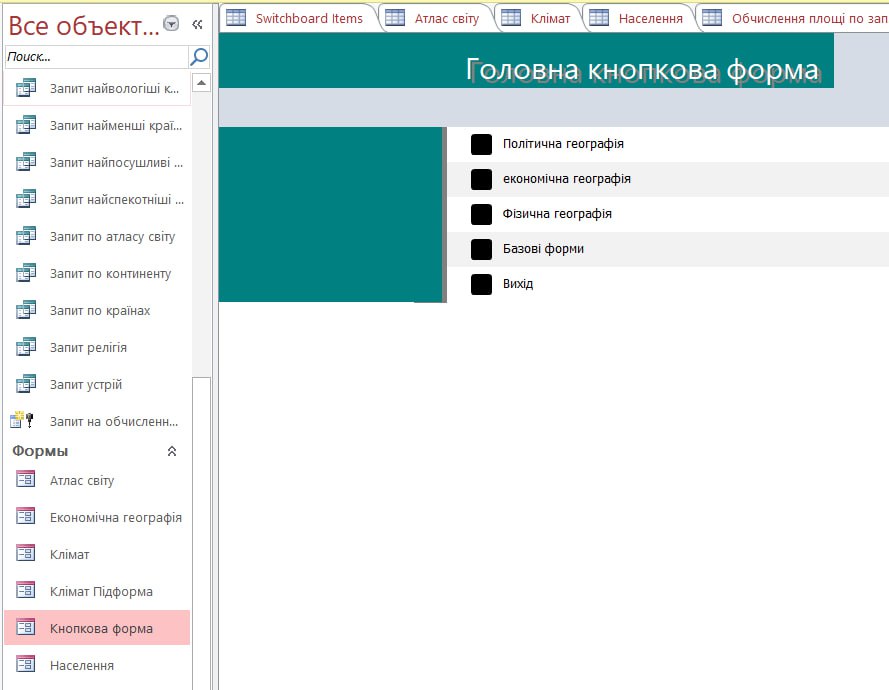 Все объект...
Поиск...
Запит найвологіші к...
Запит найменші краї...
Запит найпосушливі ...
Запит найспекотніші ...
Запит по атласу світу
Запит по континенту
Запит по країнах
Запит релігія
Запит устрій
Запит на обчисленн...
Формы
Атлас світу
Економічна географія
Клімат
Клімат Підформа
Кнопкова форма
Населення
Switchboard Items
Атлас світу
Клімат
Населення
Обчислення площі по зап
Головна кнопкова форма
Політична географія
економічна географія
Фізична географія
Базові форми
Вихід